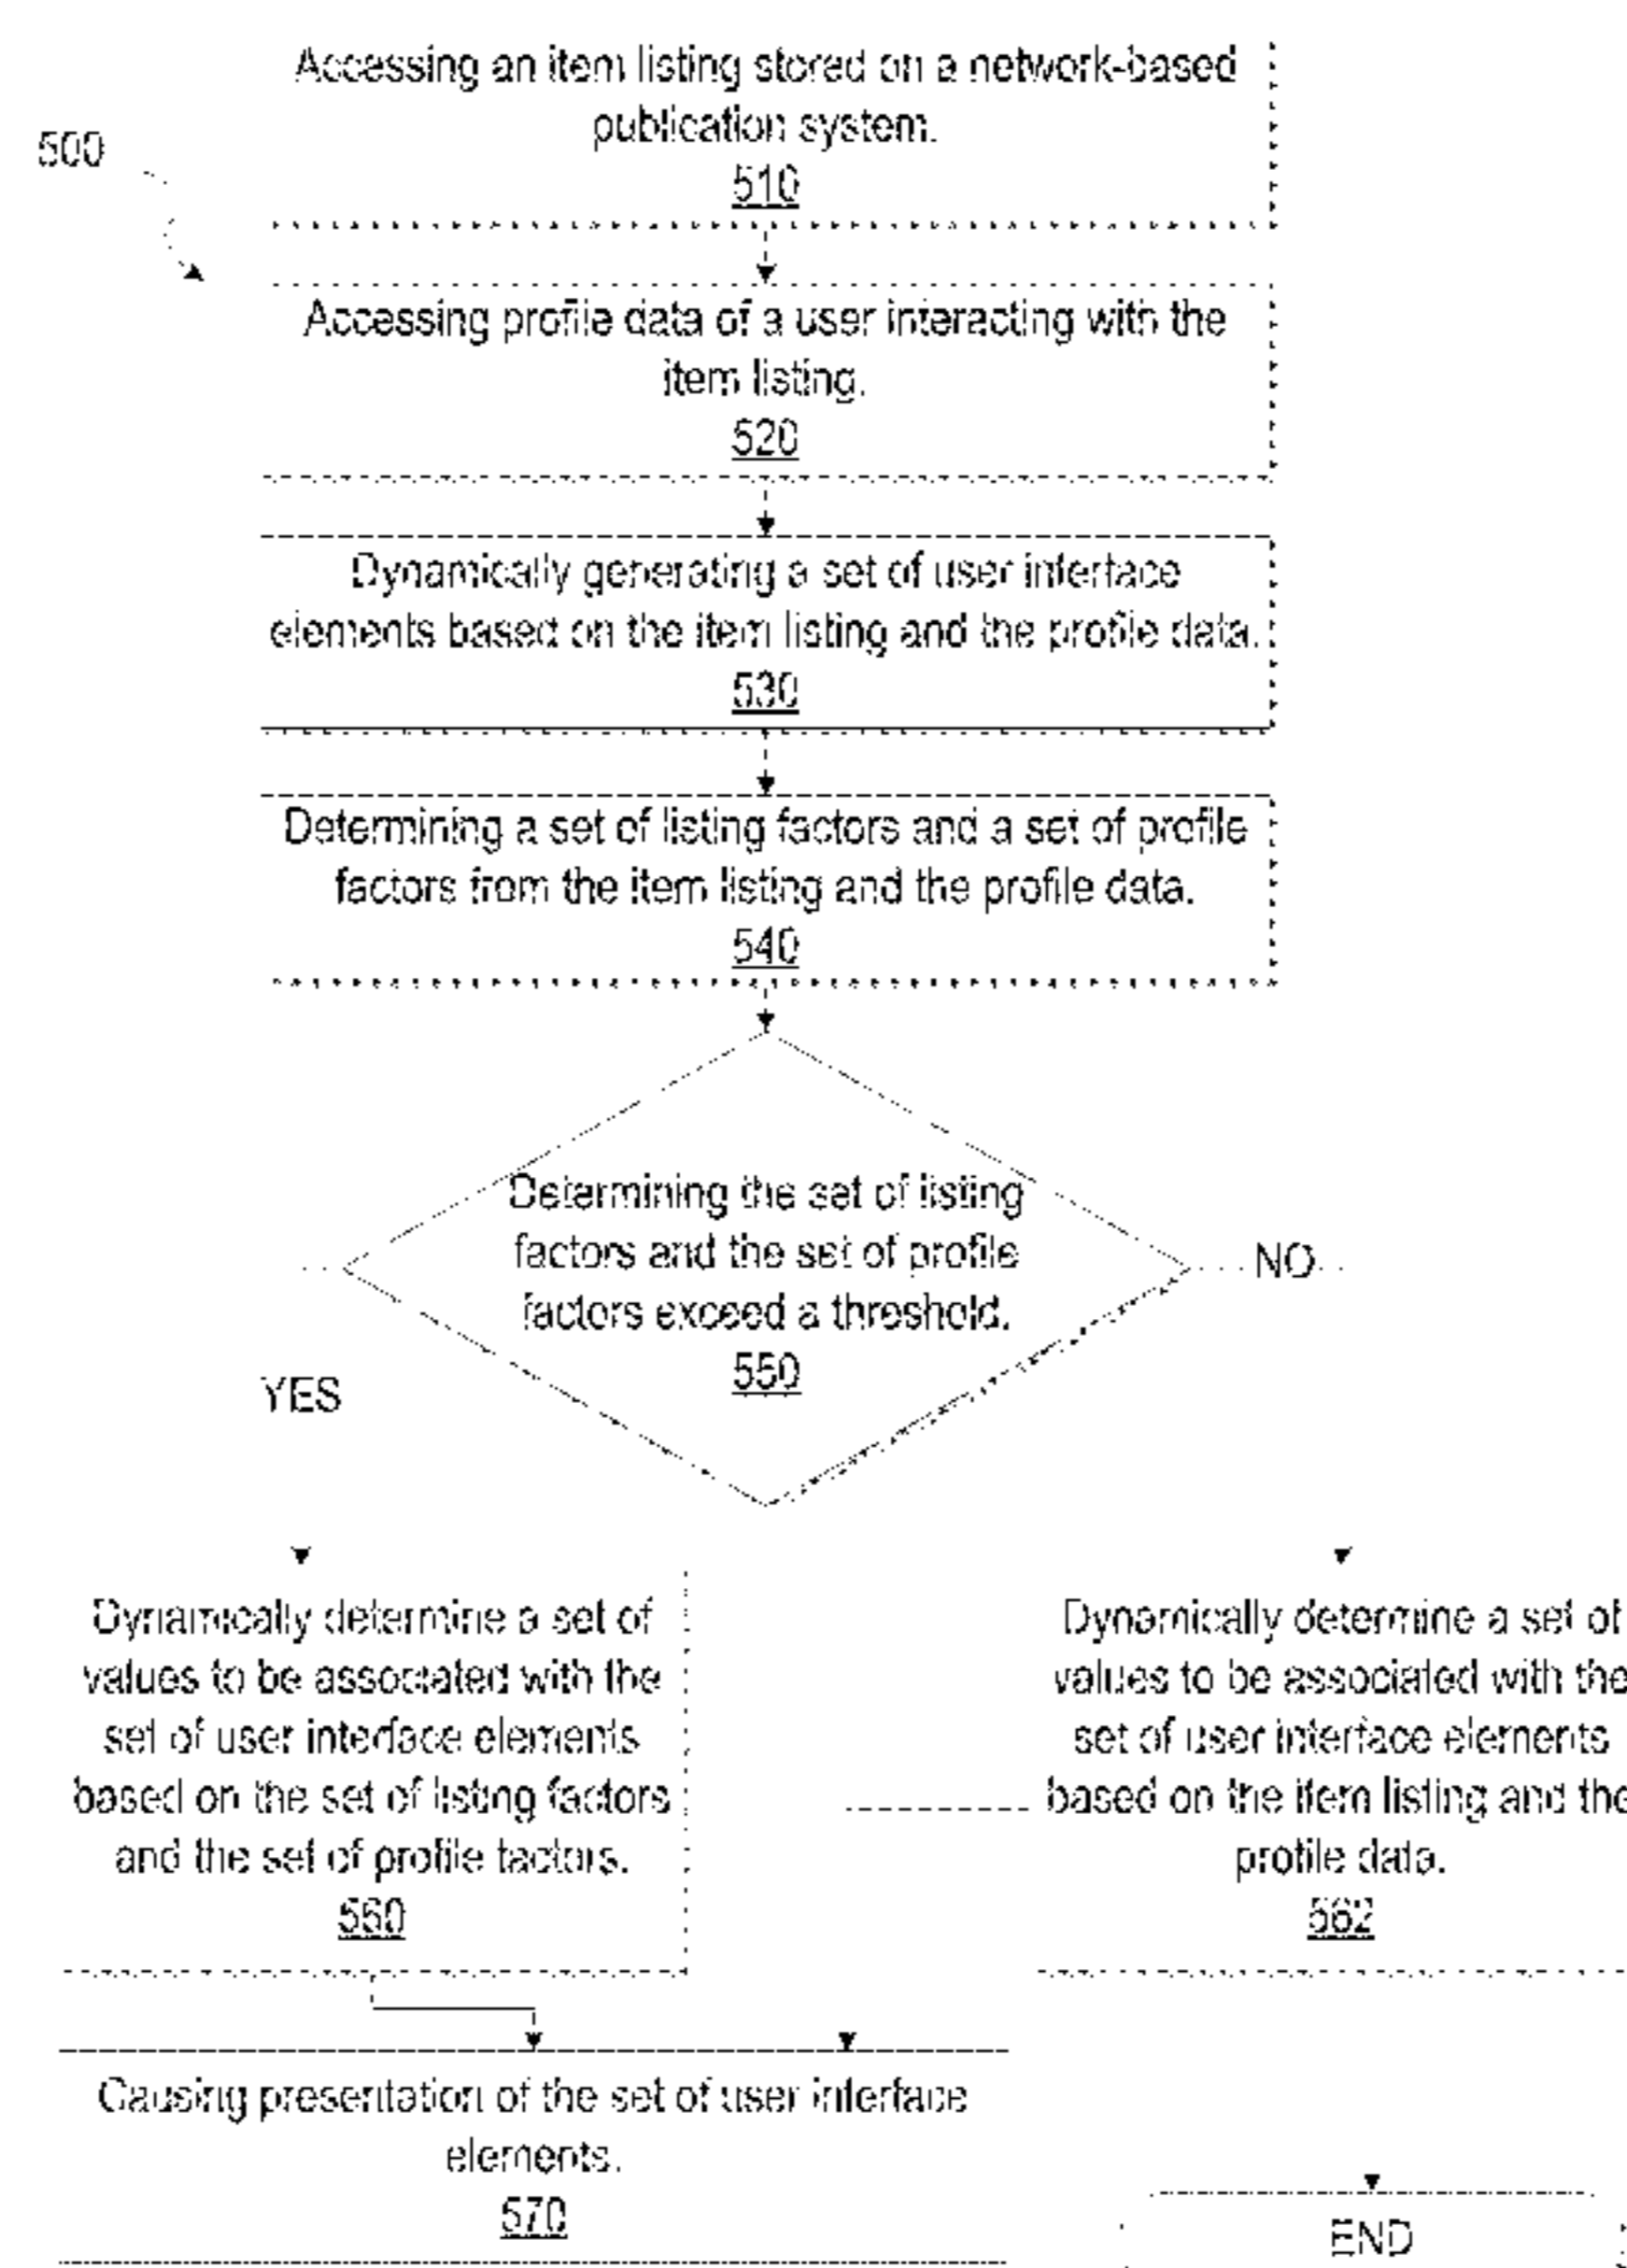 Accessing an item listing stored on a network-based
publication system.
510
500
Accessing profile data of a user interacting with the
item listing.
520
Dynamically generating a set of user interface
elements based on the item listing and the profile data.
530
Determining a set of listing factors and a set of profile
factors from the item listing and the profile data.
540
Determining the set of listing
factors and the set of profile
factors exceed a threshold.
550
NO
YES
Dynamically determine a set of
values to be associated with the
set of user interface elements
based on the set of listing factors
and the set of profile factors.
560
Dynamically determine a set of
values to be associated with the
set of user interface elements
based on the item listing and the
profile data.
562
Causing presentation of the set of user interface
elements.
570
END